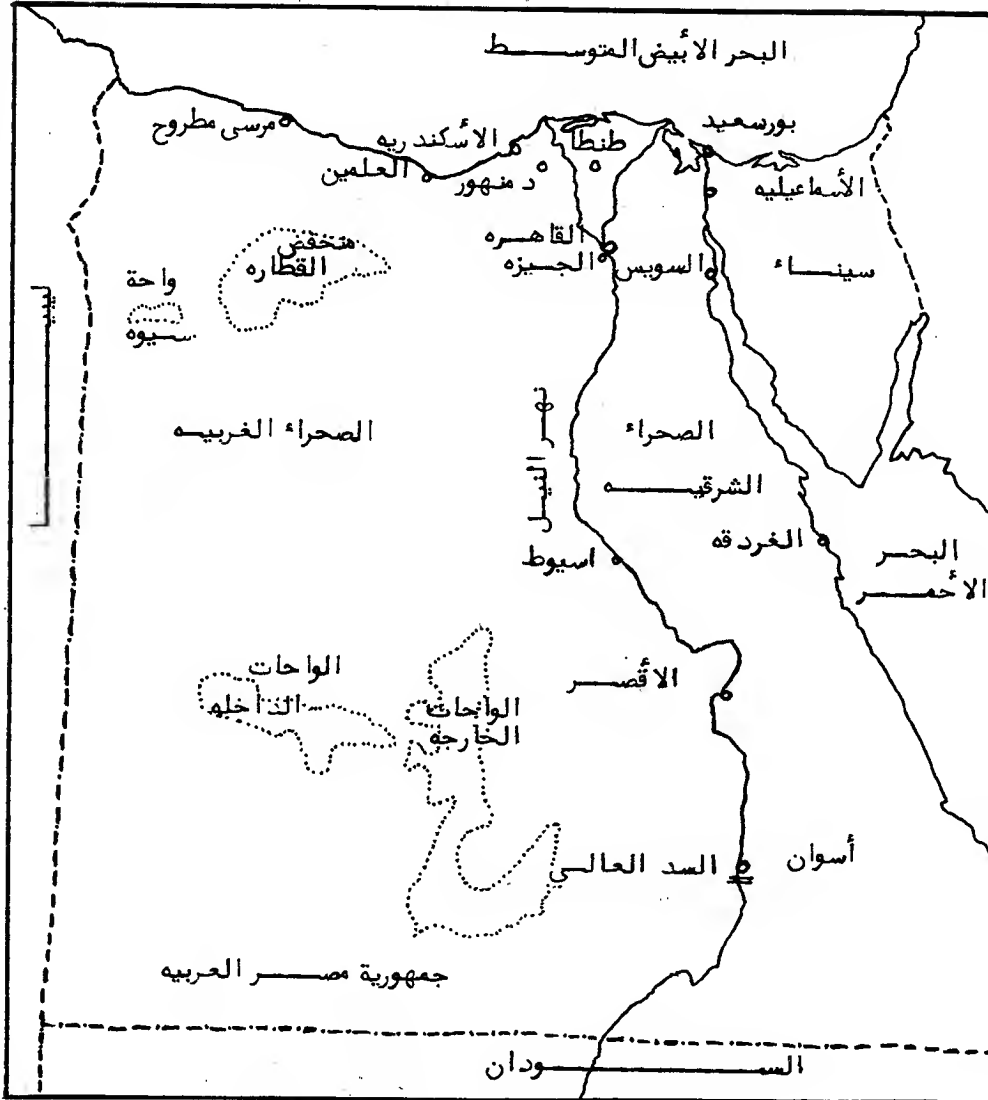 البحر الأبيض المتوسط
بورسعيد
طنطا
الأسكندريه
مرسى مطروح
العلمين
دمنهور
الأسماعيليه
القاهره
الجيزه
السويس
سيناء
منخفض
القطاره
واحة
سيوه
ليبيا
الصحراء الغربيه
نهر النيل
الصحراء
الشرقيه
الغردقه
البحر
الأحمر
اسيوط
الأقصر
الواحات
الداخله
الواحات
الخارجه
السد العالي
أسوان
جمهورية مصر العربيه
السودان